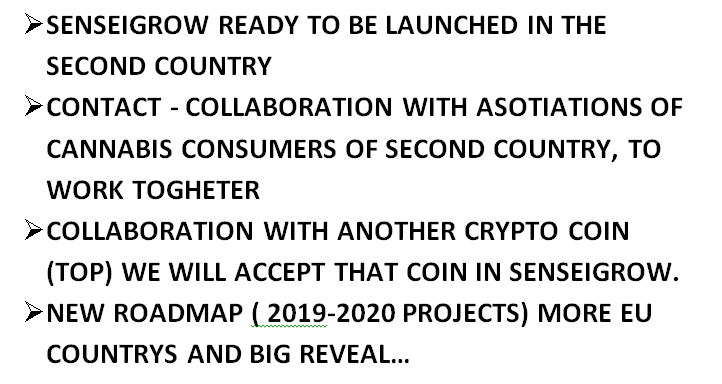 ➢SENSEIGROW READY TO BE LAUNCHED IN THE
SECOND COUNTRY
➢CONTACT - COLLABORATION WITH ASOTIATIONS OF
CANNABIS CONSUMERS OF SECOND COUNTRY, TO
WORK TOGHETER
➢COLLABORATION WITH ANOTHER CRYPTO COIN
(TOP) WE WILL ACCEPT THAT COIN IN SENSEIGROW.
➢NEW ROADMAP ( 2019-2020 PROJECTS) MORE EU
COUNTRYS AND BIG REVEAL...